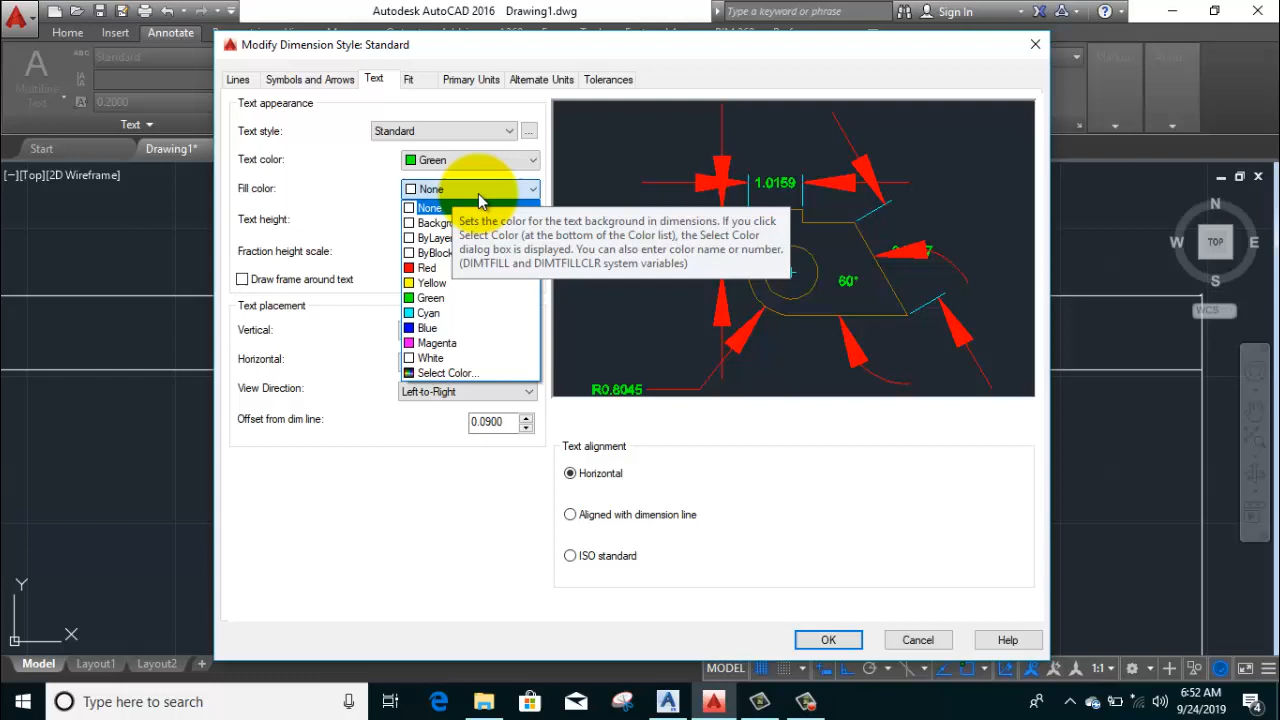 Autodesk AutoCAD 2016 Drawing1.dwg
Type a keyword or phrase
Sign In
Home
Insert
Annotate
Modify Dimension Style: Standard
Lines
Symbols and Arrows
Text
Fit
Primary Units
Alternate Units
Tolerances
Standard
Multiline
Text
0.2000
Text
Start
Drawing1*
[−][Top][2D Wireframe]
Text appearance
Text style:
Standard
...
Text color:
Green
Fill color:
None
Text height:
Fraction height scale:
Draw frame around text
None
ByLayer
ByBlock
Red
Yellow
Green
Cyan
Blue
Magenta
White
Select Color...
Sets the color for the text background in dimensions. If you click
Select Color (at the bottom of the Color list), the Select Color
dialog box is displayed. You can also enter color name or number.
(DIMTFILL and DIMTFILLCLR system variables)
Text placement
Vertical:
Horizontal:
View Direction:
Left-to-Right
Offset from dim line:
0.0900
1.0159
60°
R0.8045
Text alignment
Horizontal
Aligned with dimension line
ISO standard
OK
Cancel
Help
N
W
TOP
E
S
WCS
Y
X
Model
Layout1
Layout2
+
MODEL
1:1
Type here to search
6:52 AM
9/24/2019
4